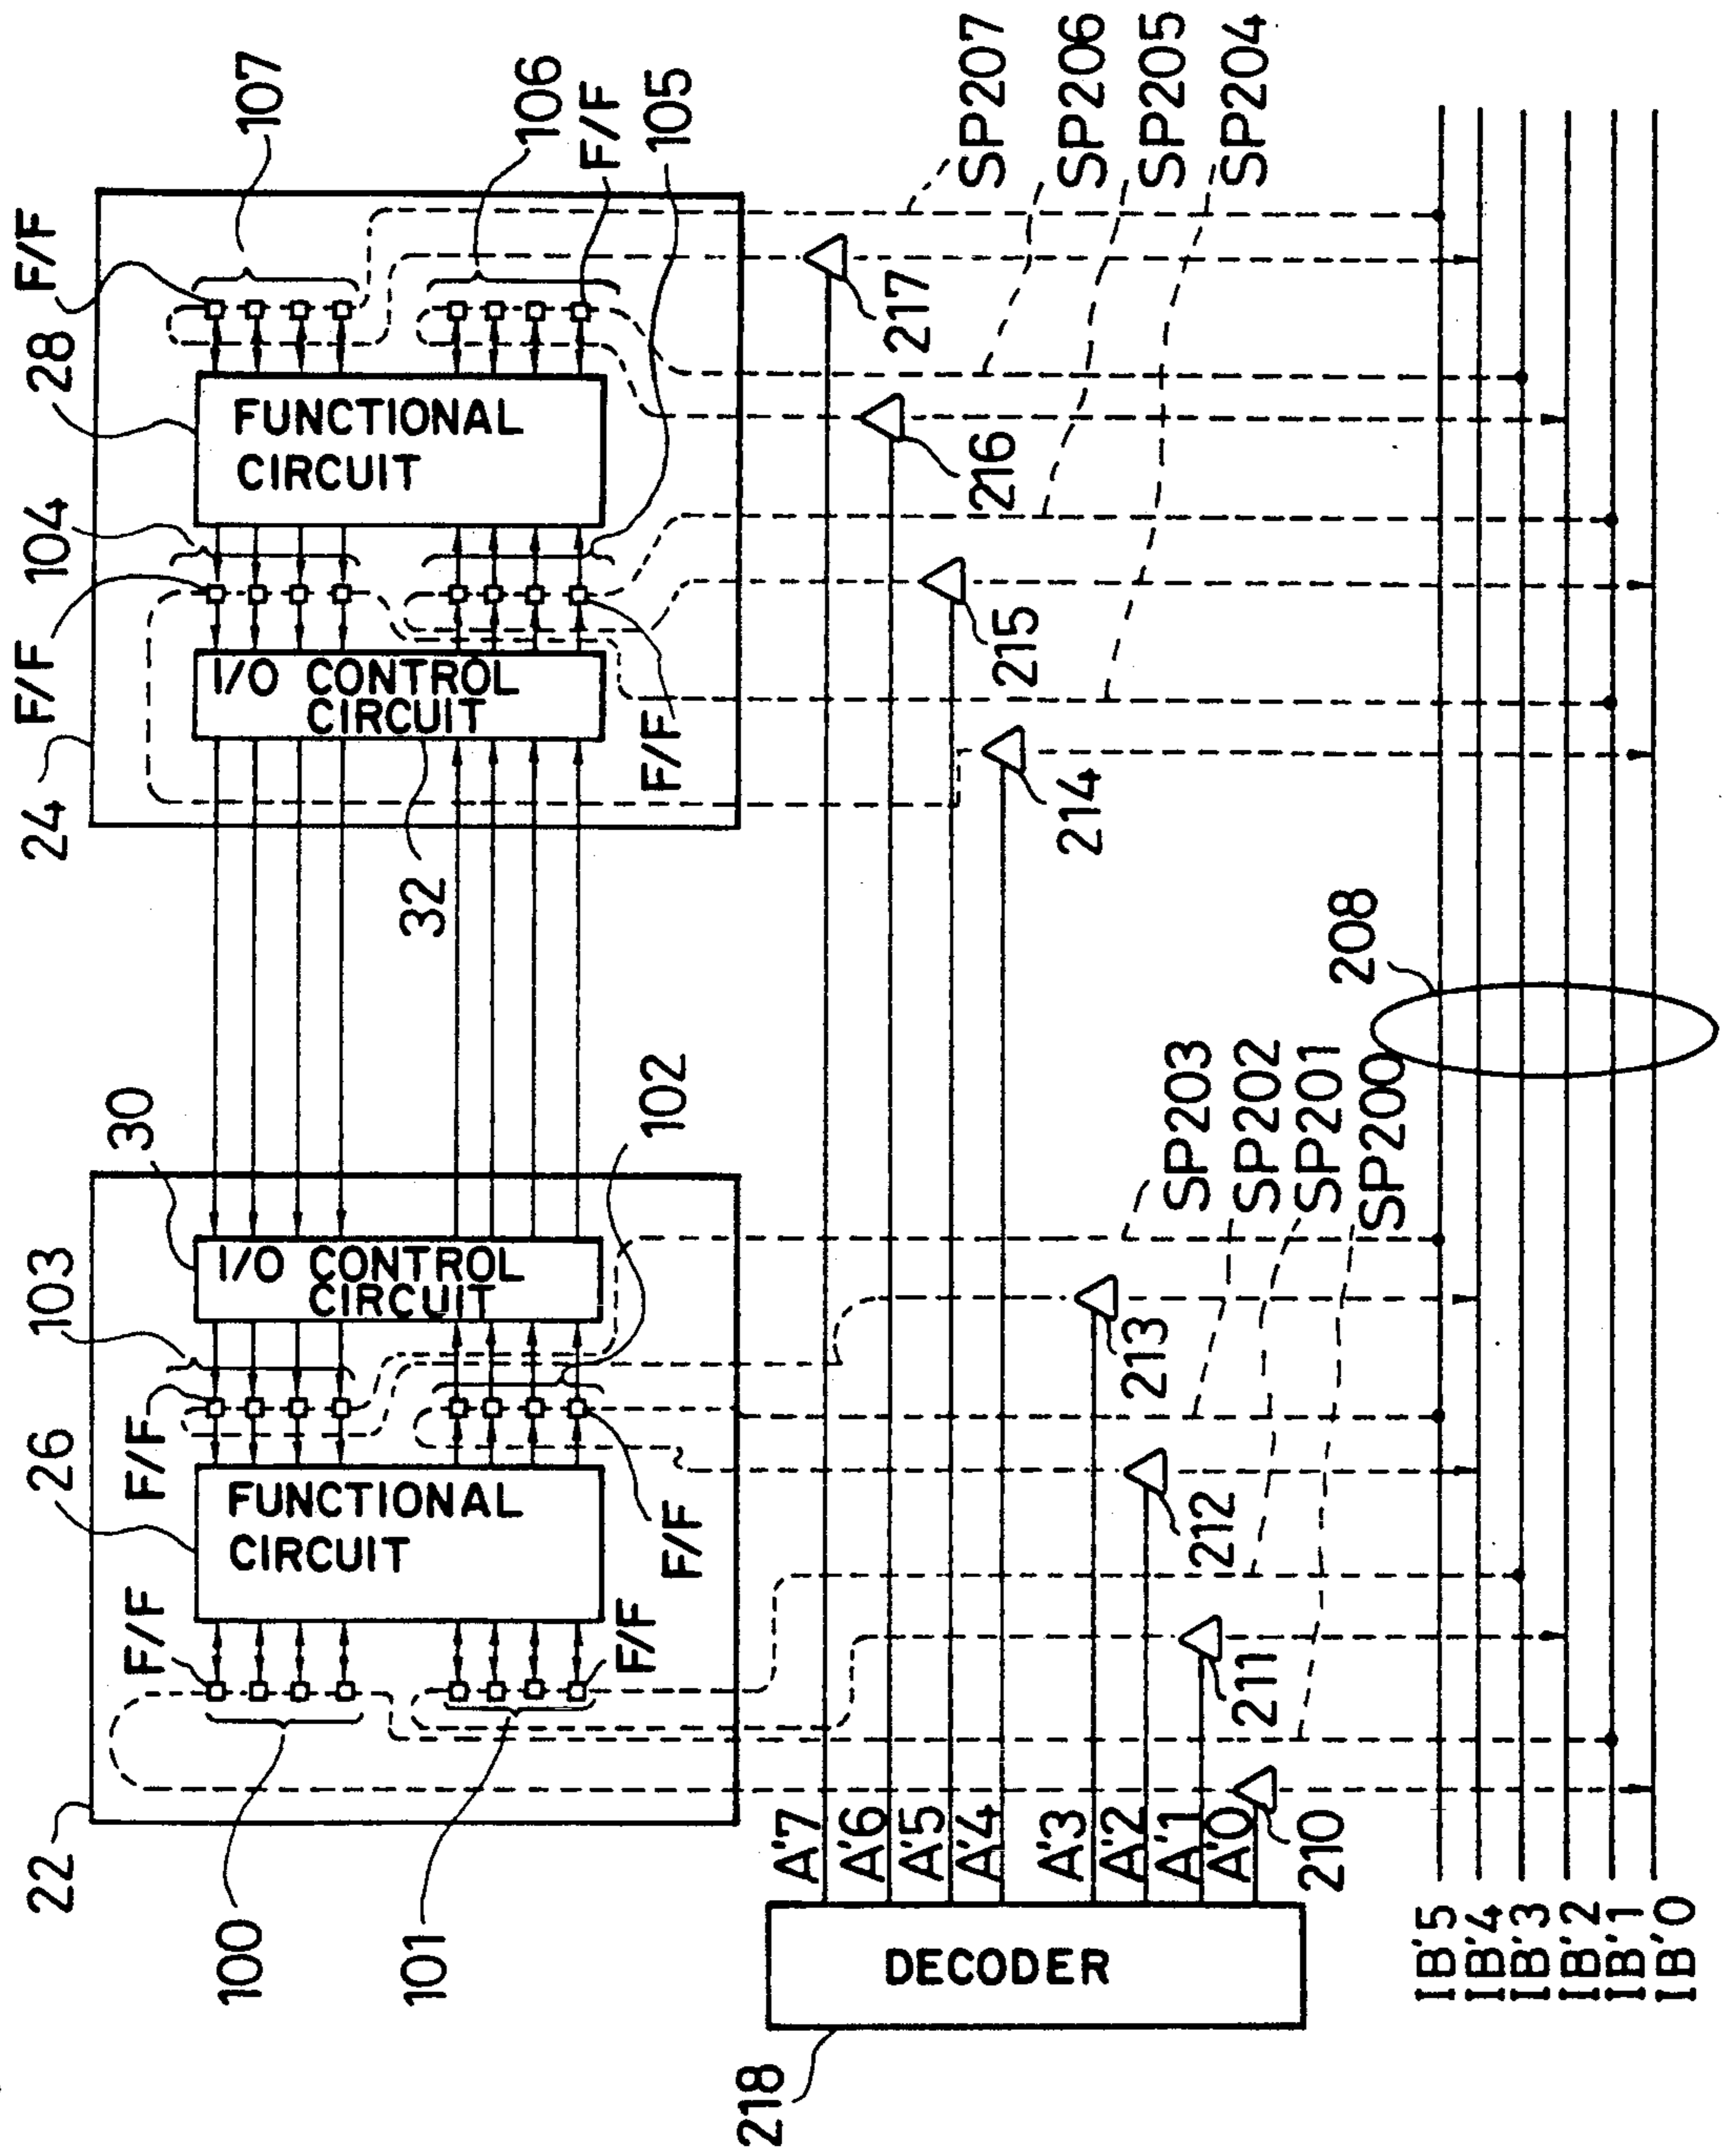 F/F
107
106
F/F
105
28
104
F/F
24
FUNCTIONAL
CIRCUIT
I/O CONTROL
CIRCUIT
F/F
32
SP207
SP206
SP205
SP204
217
216
215
214
30
103
102
F/F
26
I/O CONTROL
CIRCUIT
FUNCTIONAL
CIRCUIT
F/F
F/F
F/F
22
100
101
208
SP203
SP202
SP201
SP200
213
212
211
210
A'7
A'6
A'5
A'4
A'3
A'2
A'1
A'0
DECODER
218
IB'5
IB'4
IB'3
IB'2
IB'1
IB'0